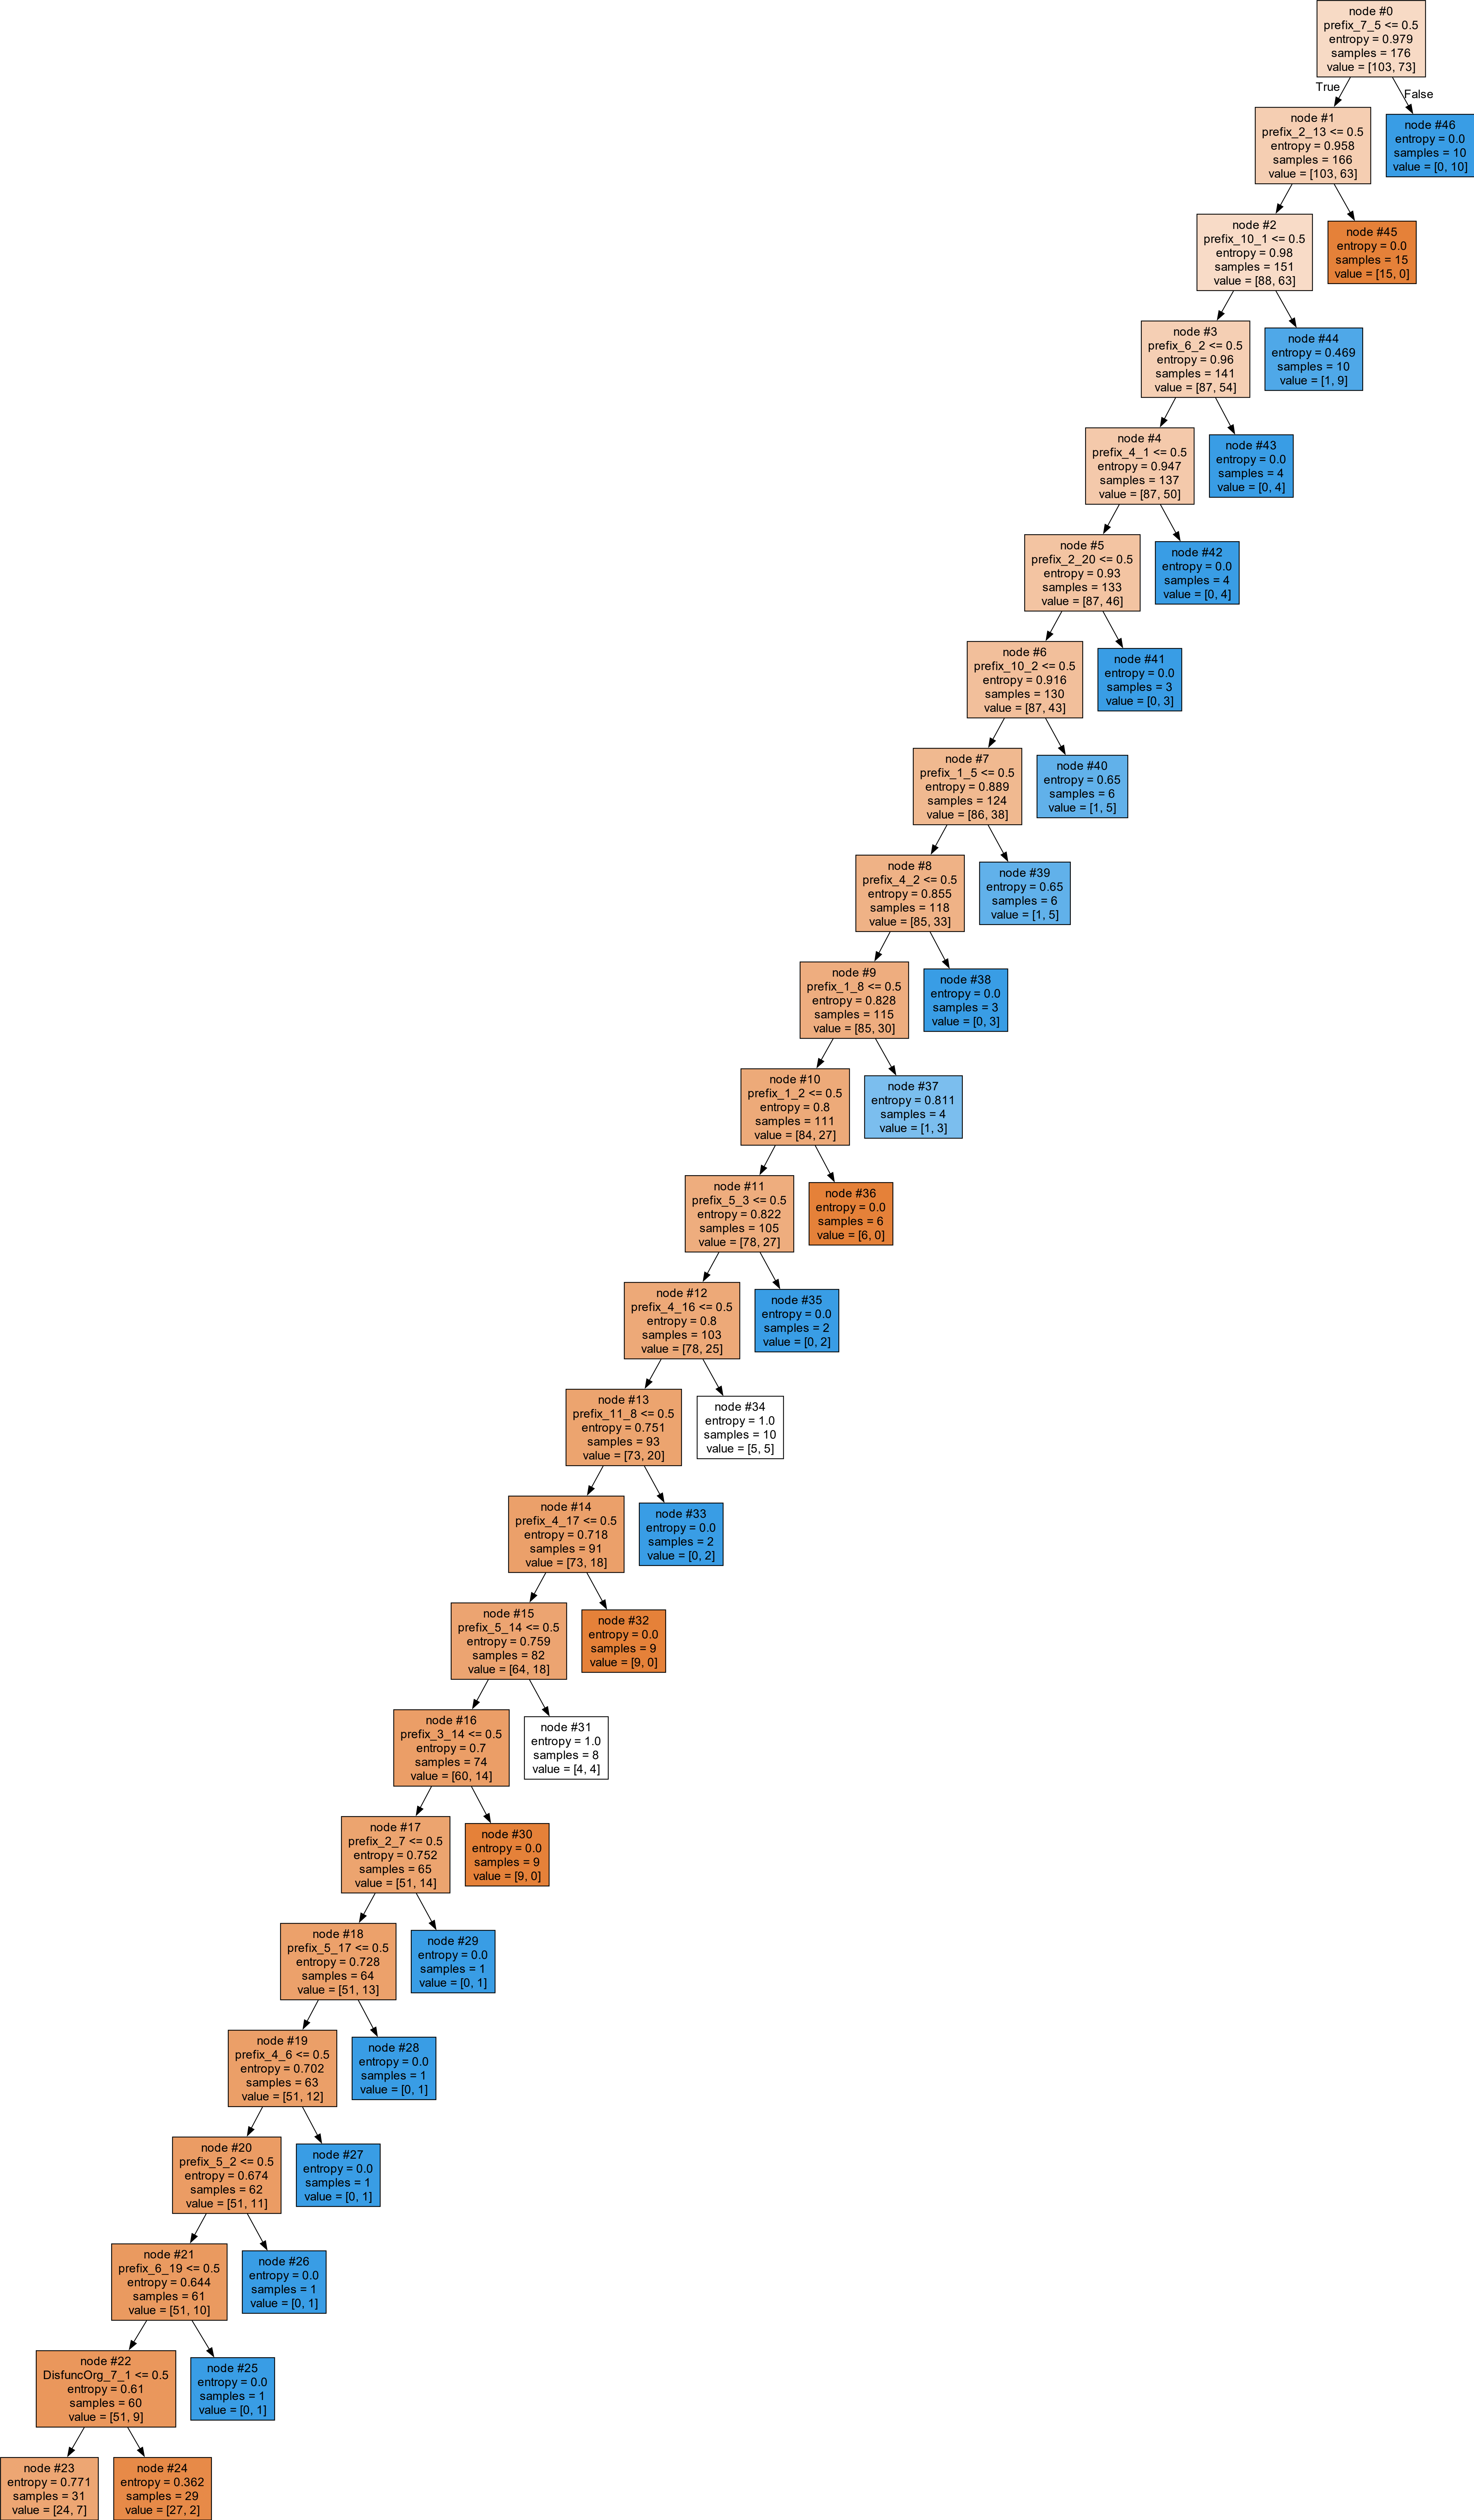 node #0
prefix_7_5 <= 0.5
entropy = 0.979
samples = 176
value = [103, 73]
True
False
node #1
prefix_2_13 <= 0.5
entropy = 0.958
samples = 166
value = [103, 63]
node #46
entropy = 0.0
samples = 10
value = [0, 10]
node #2
prefix_10_1 <= 0.5
entropy = 0.98
samples = 151
value = [88, 63]
node #45
entropy = 0.0
samples = 15
value = [15, 0]
node #3
prefix_6_2 <= 0.5
entropy = 0.96
samples = 141
value = [87, 54]
node #44
entropy = 0.469
samples = 10
value = [1, 9]
node #4
prefix_4_1 <= 0.5
entropy = 0.947
samples = 137
value = [87, 50]
node #43
entropy = 0.0
samples = 4
value = [0, 4]
node #5
prefix_2_20 <= 0.5
entropy = 0.93
samples = 133
value = [87, 46]
node #42
entropy = 0.0
samples = 4
value = [0, 4]
node #6
prefix_10_2 <= 0.5
entropy = 0.916
samples = 130
value = [87, 43]
node #41
entropy = 0.0
samples = 3
value = [0, 3]
node #7
prefix_1_5 <= 0.5
entropy = 0.889
samples = 124
value = [86, 38]
node #40
entropy = 0.65
samples = 6
value = [1, 5]
node #8
prefix_4_2 <= 0.5
entropy = 0.855
samples = 118
value = [85, 33]
node #39
entropy = 0.65
samples = 6
value = [1, 5]
node #9
prefix_1_8 <= 0.5
entropy = 0.828
samples = 115
value = [85, 30]
node #38
entropy = 0.0
samples = 3
value = [0, 3]
node #10
prefix_1_2 <= 0.5
entropy = 0.8
samples = 111
value = [84, 27]
node #37
entropy = 0.811
samples = 4
value = [1, 3]
node #11
prefix_5_3 <= 0.5
entropy = 0.822
samples = 105
value = [78, 27]
node #36
entropy = 0.0
samples = 6
value = [6, 0]
node #12
prefix_4_16 <= 0.5
entropy = 0.8
samples = 103
value = [78, 25]
node #35
entropy = 0.0
samples = 2
value = [0, 2]
node #13
prefix_11_8 <= 0.5
entropy = 0.751
samples = 93
value = [73, 20]
node #34
entropy = 1.0
samples = 10
value = [5, 5]
node #14
prefix_4_17 <= 0.5
entropy = 0.718
samples = 91
value = [73, 18]
node #33
entropy = 0.0
samples = 2
value = [0, 2]
node #15
prefix_5_14 <= 0.5
entropy = 0.759
samples = 82
value = [64, 18]
node #32
entropy = 0.0
samples = 9
value = [9, 0]
node #16
prefix_3_14 <= 0.5
entropy = 0.7
samples = 74
value = [60, 14]
node #31
entropy = 1.0
samples = 8
value = [4, 4]
node #17
prefix_2_7 <= 0.5
entropy = 0.752
samples = 65
value = [51, 14]
node #30
entropy = 0.0
samples = 9
value = [9, 0]
node #18
prefix_5_17 <= 0.5
entropy = 0.728
samples = 64
value = [51, 13]
node #29
entropy = 0.0
samples = 1
value = [0, 1]
node #19
prefix_4_6 <= 0.5
entropy = 0.702
samples = 63
value = [51, 12]
node #28
entropy = 0.0
samples = 1
value = [0, 1]
node #20
prefix_5_2 <= 0.5
entropy = 0.674
samples = 62
value = [51, 11]
node #27
entropy = 0.0
samples = 1
value = [0, 1]
node #21
prefix_6_19 <= 0.5
entropy = 0.644
samples = 61
value = [51, 10]
node #26
entropy = 0.0
samples = 1
value = [0, 1]
node #22
DisfuncOrg_7_1 <= 0.5
entropy = 0.61
samples = 60
value = [51, 9]
node #25
entropy = 0.0
samples = 1
value = [0, 1]
node #23
entropy = 0.771
samples = 31
value = [24, 7]
node #24
entropy = 0.362
samples = 29
value = [27, 2]